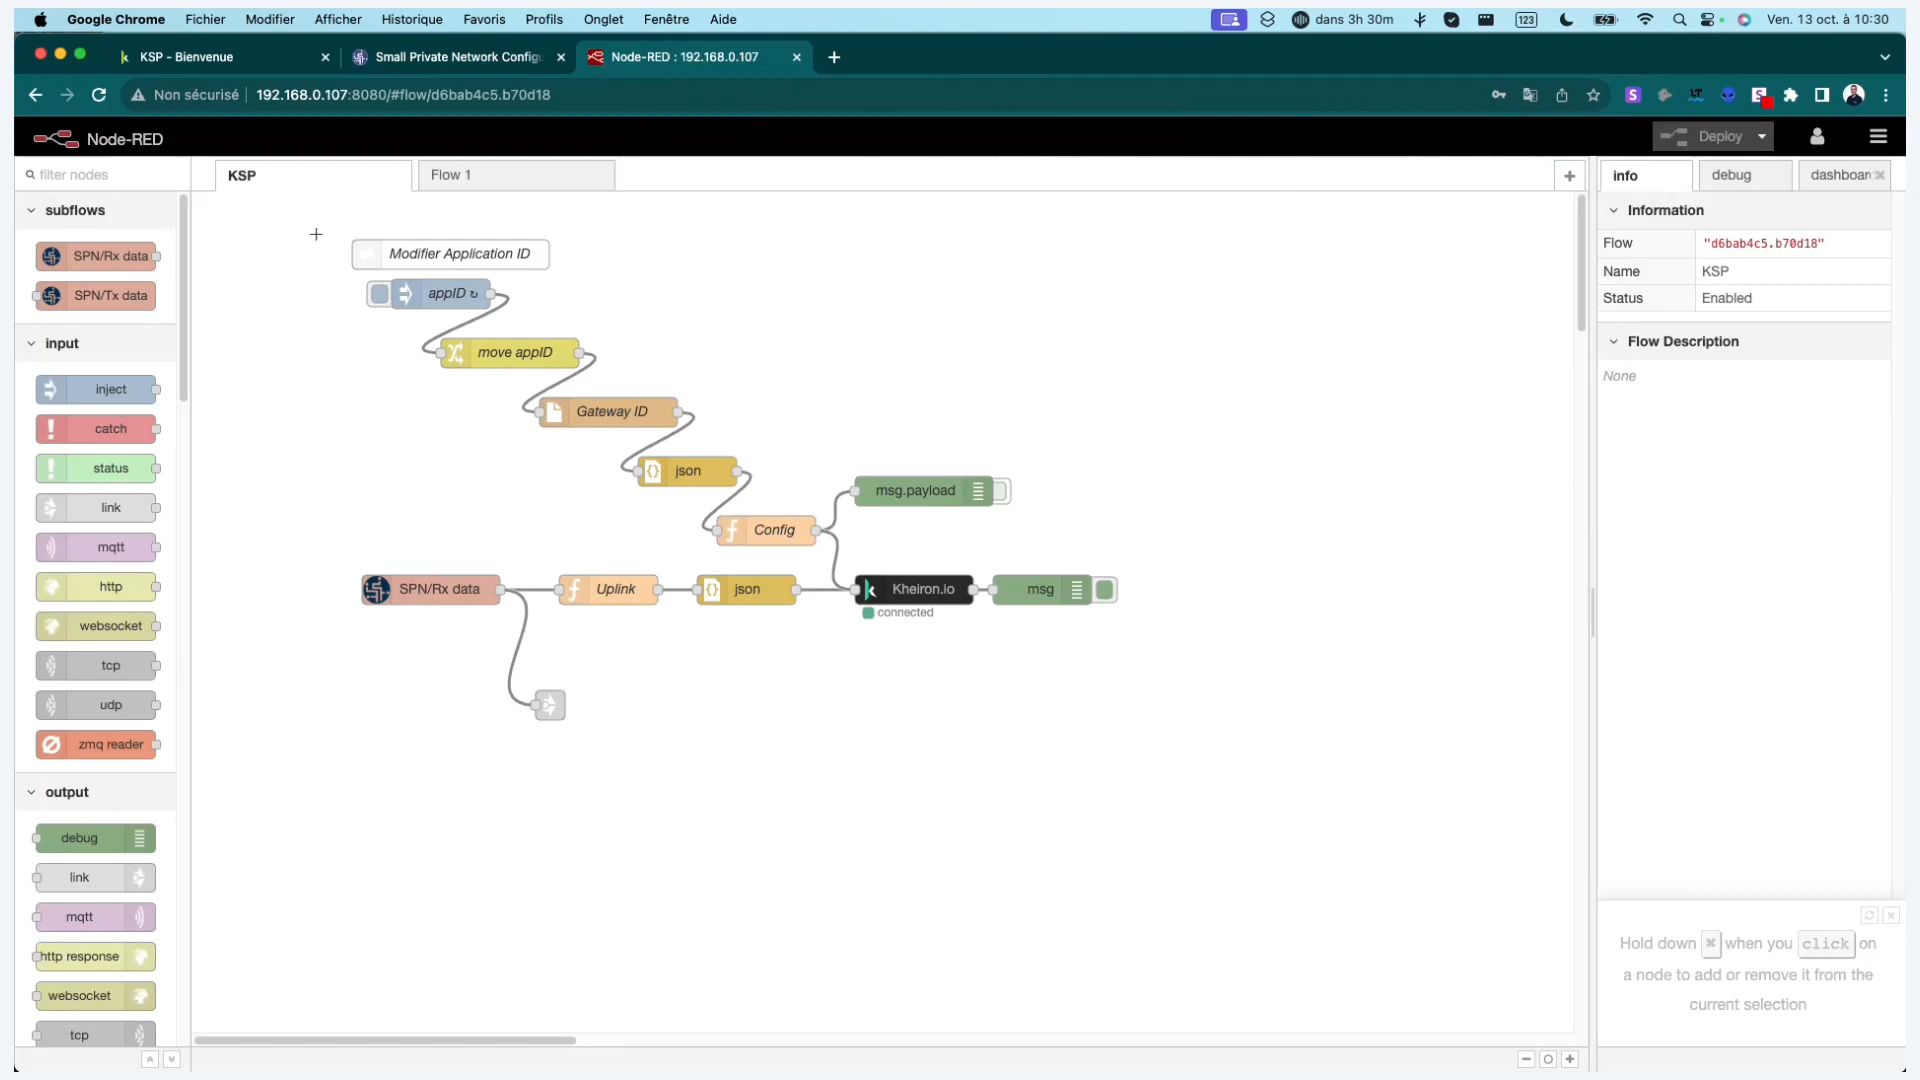 Google Chrome Fichier Modifier Afficher Historique Favoris Profils Onglet Fenêtre Aide
dans 3h 30m
123
Ven. 13 oct. à 10:30
KSP - Bienvenue
Small Private Network Configu
Node-RED : 192.168.0.107
Non sécurisé
192.168.0.107:8080/#flow/d6bab4c5.b70d18
Node-RED
Deploy
filter nodes
KSP
Flow 1
info
debug
dashboar
subflows
SPN/Rx data
SPN/Tx data
input
inject
catch
status
link
mqtt
http
websocket
tcp
udp
zmq reader
output
debug
link
mqtt
http response
websocket
tcp
Modifier Application ID
appID ↻
move appID
Gateway ID
json
Config
msg.payload
SPN/Rx data
Uplink
json
Kheiron.io
connected
msg
Information
Flow "d6bab4c5.b70d18"
Name KSP
Status Enabled
Flow Description
None
Hold down ⌘ when you click on
a node to add or remove it from the
current selection